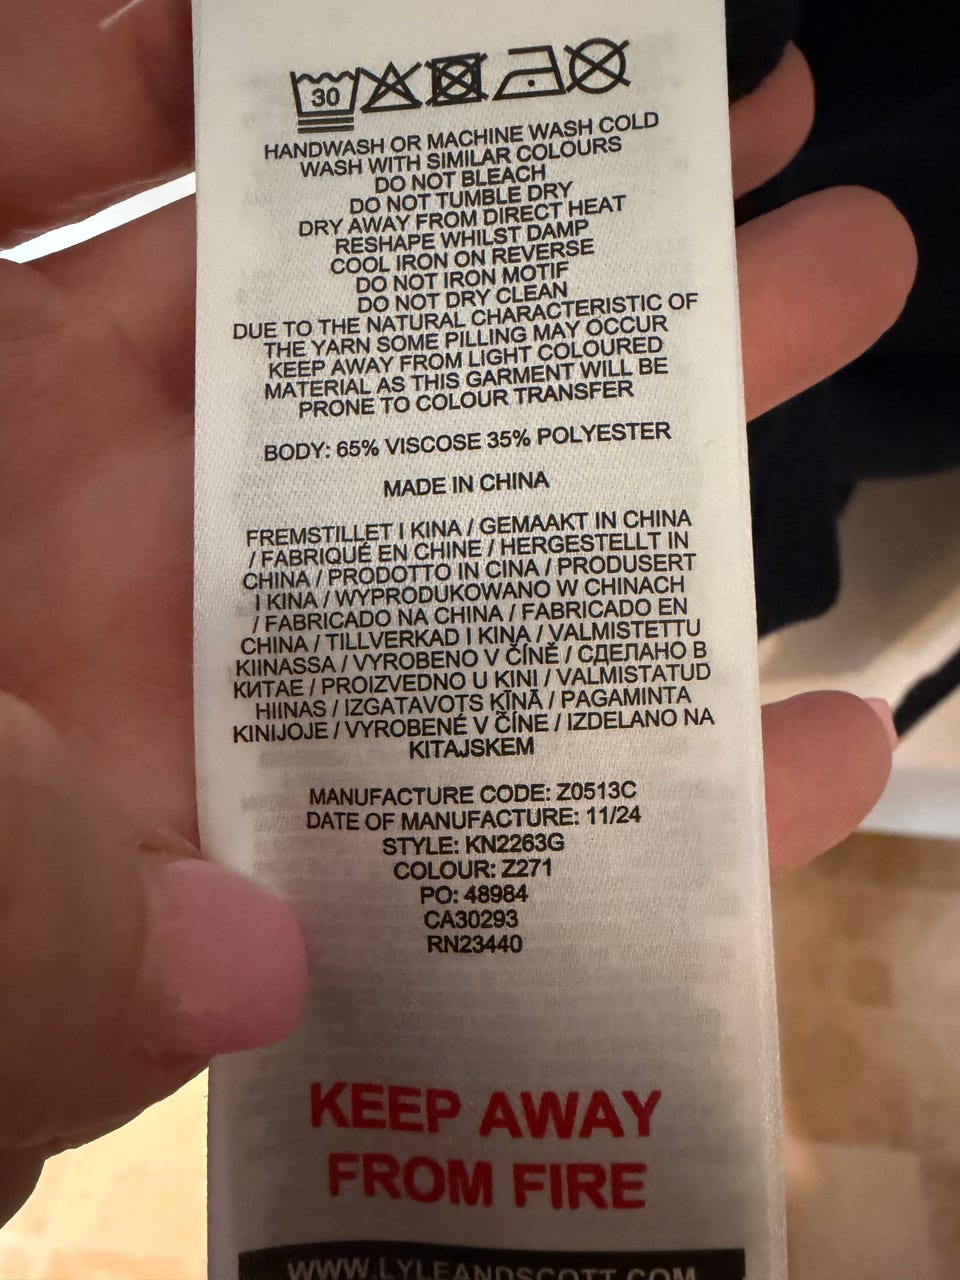 30
HANDWASH OR MACHINE WASH COLD
WASH WITH SIMILAR COLOURS
DO NOT BLEACH
DO NOT TUMBLE DRY
DRY AWAY FROM DIRECT HEAT
RESHAPE WHILST DAMP
COOL IRON ON REVERSE
DO NOT IRON MOTIF
DO NOT DRY CLEAN
DUE TO THE NATURAL CHARACTERISTIC OF
THE YARN SOME PILLING MAY OCCUR
KEEP AWAY FROM LIGHT COLOURED
MATERIAL AS THIS GARMENT WILL BE
PRONE TO COLOUR TRANSFER
BODY: 65% VISCOSE 35% POLYESTER
MADE IN CHINA
FREMSTILLET I KINA / GEMAAKT IN CHINA
/ FABRIQUÉ EN CHINE / HERGESTELLT IN
CHINA / PRODOTTO IN CINA / PRODUSERT
I KINA / WYPRODUKOWANO W CHINACH
/ FABRICADO NA CHINA / FABRICADO EN
CHINA / TILLVERKAD I KINA / VALMISTETTU
KIINASSA / VYROBENO V ČÍNĚ / СДЕЛАНО В
КИТАЕ / PROIZVEDNO U KINI / VALMISTATUD
HIINAS / IZGATAVOTS ĶĪNĀ / PAGAMINTA
KINIJOJE / VYROBENÉ V ČÍNE / IZDELANO NA
KITAJSKEM
MANUFACTURE CODE: Z0513C
DATE OF MANUFACTURE: 11/24
STYLE: KN2263G
COLOUR: Z271
PO: 48984
CA30293
RN23440
KEEP AWAY
FROM FIRE
WWW.LYLEANDSCOTT.COM